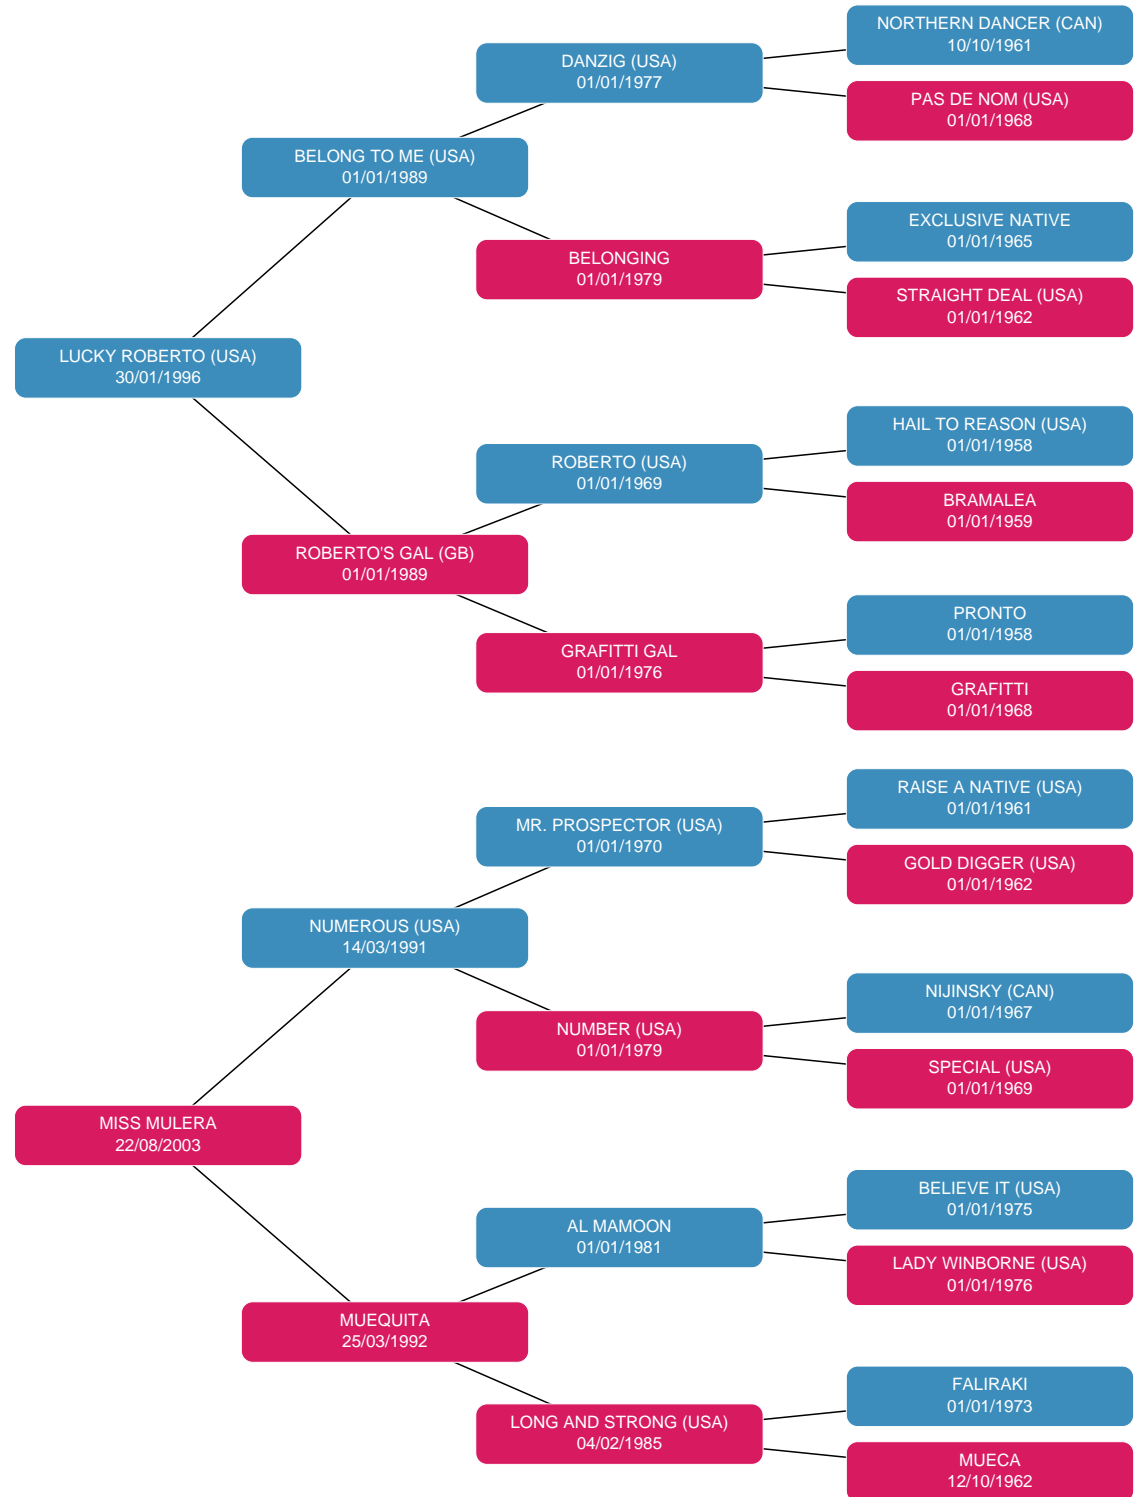 NORTHERN DANCER (CAN)
10/10/1961
DANZIG (USA)
01/01/1977
PAS DE NOM (USA)
01/01/1968
BELONG TO ME (USA)
01/01/1989
EXCLUSIVE NATIVE
01/01/1965
BELONGING
01/01/1979
STRAIGHT DEAL (USA)
01/01/1962
LUCKY ROBERTO (USA)
30/01/1996
HAIL TO REASON (USA)
01/01/1958
ROBERTO (USA)
01/01/1969
BRAMALEA
01/01/1959
ROBERTO'S GAL (GB)
01/01/1989
PRONTO
01/01/1958
GRAFITTI GAL
01/01/1976
GRAFITTI
01/01/1968
RAISE A NATIVE (USA)
01/01/1961
MR. PROSPECTOR (USA)
01/01/1970
GOLD DIGGER (USA)
01/01/1962
NUMEROUS (USA)
14/03/1991
NIJINSKY (CAN)
01/01/1967
NUMBER (USA)
01/01/1979
SPECIAL (USA)
01/01/1969
MISS MULERA
22/08/2003
BELIEVE IT (USA)
01/01/1975
AL MAMOON
01/01/1981
LADY WINBORNE (USA)
01/01/1976
MUEQUITA
25/03/1992
FALIRAKI
01/01/1973
LONG AND STRONG (USA)
04/02/1985
MUECA
12/10/1962